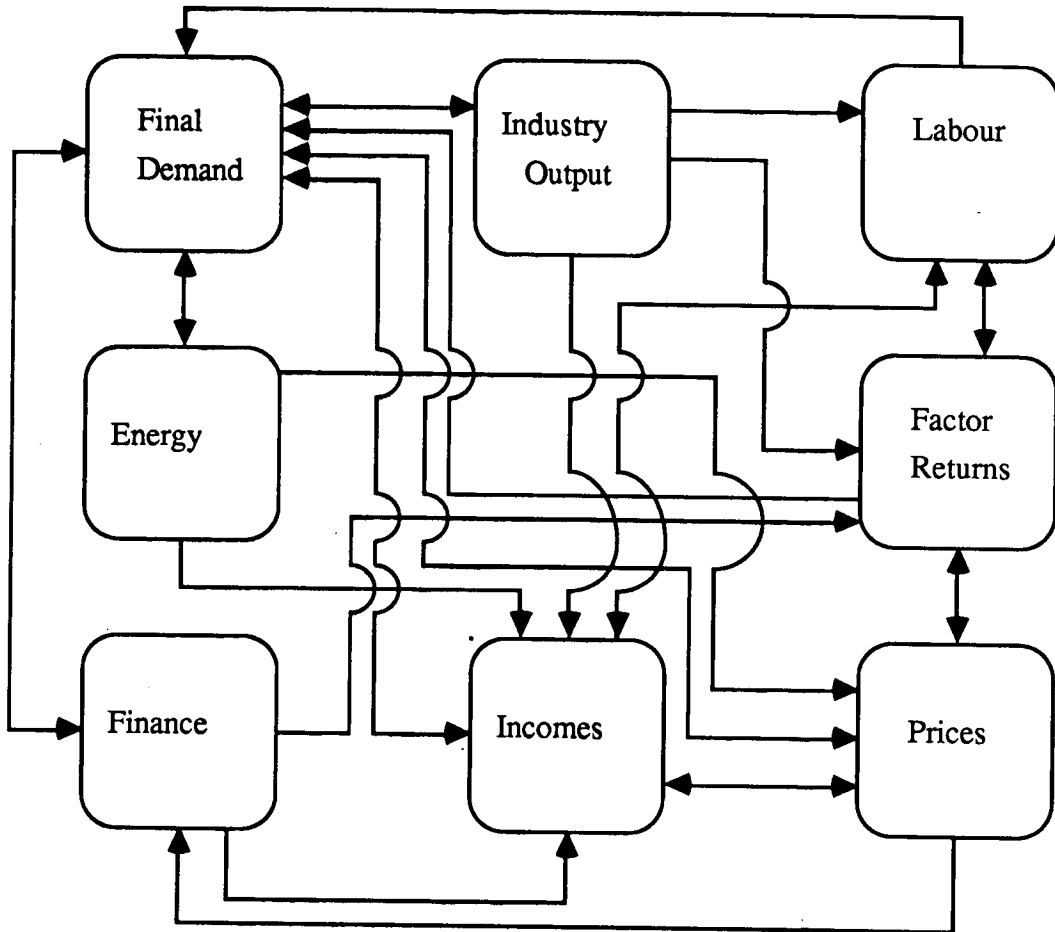 Final
Demand
Industry
Output
Labour
Energy
Factor
Returns
Finance
Incomes
Prices